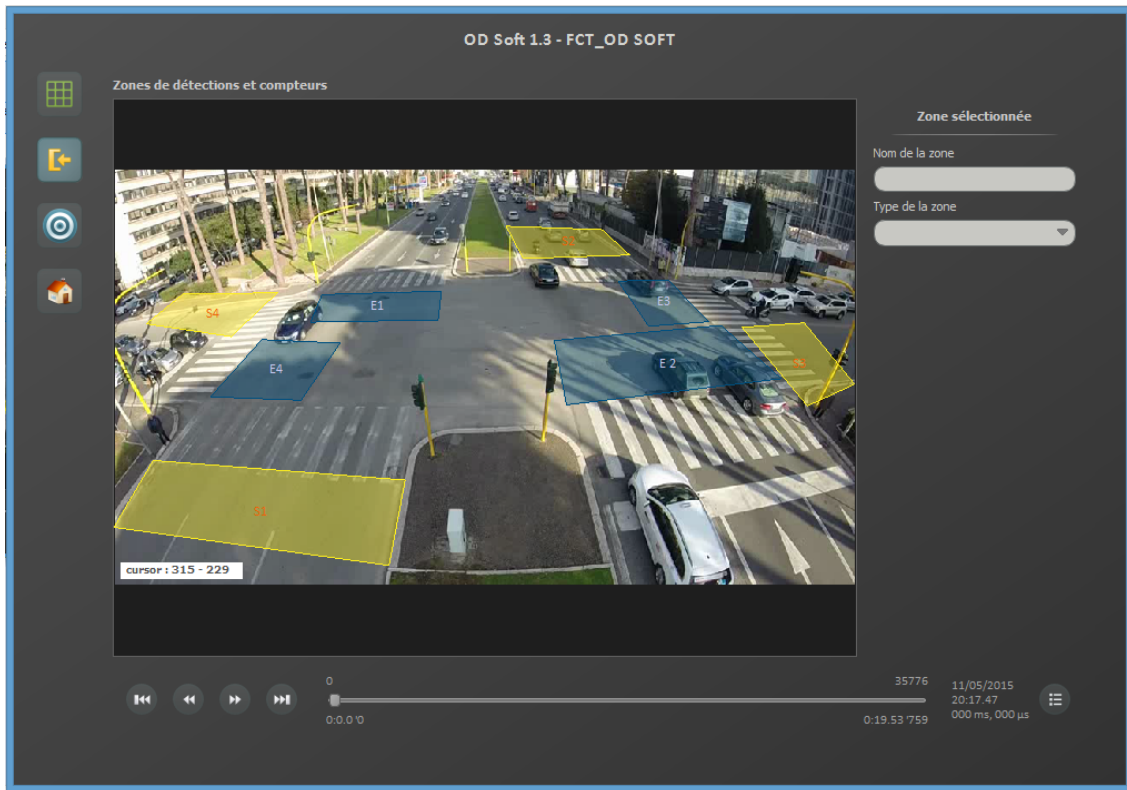 OD Soft 1.3 - FCT_OD SOFT
Zones de détections et compteurs
Zone sélectionnée
Nom de la zone
Type de la zone
S4
E1
E3
E4
E 2
S1
cursor : 315 - 229
0
35776
0:0.0 '0
0:19.53 '759
11/05/2015
20:17.47
000 ms, 000 µs